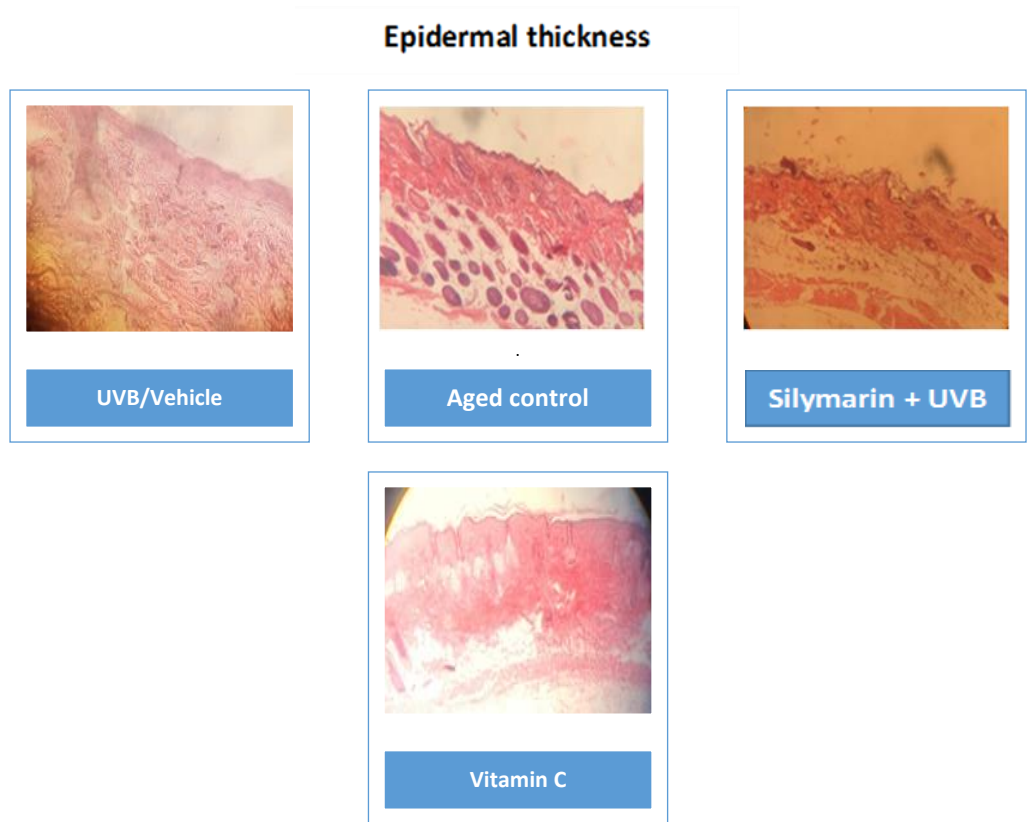 Epidermal thickness
.
UVB/Vehicle
Aged control
Silymarin + UVB
Vitamin C